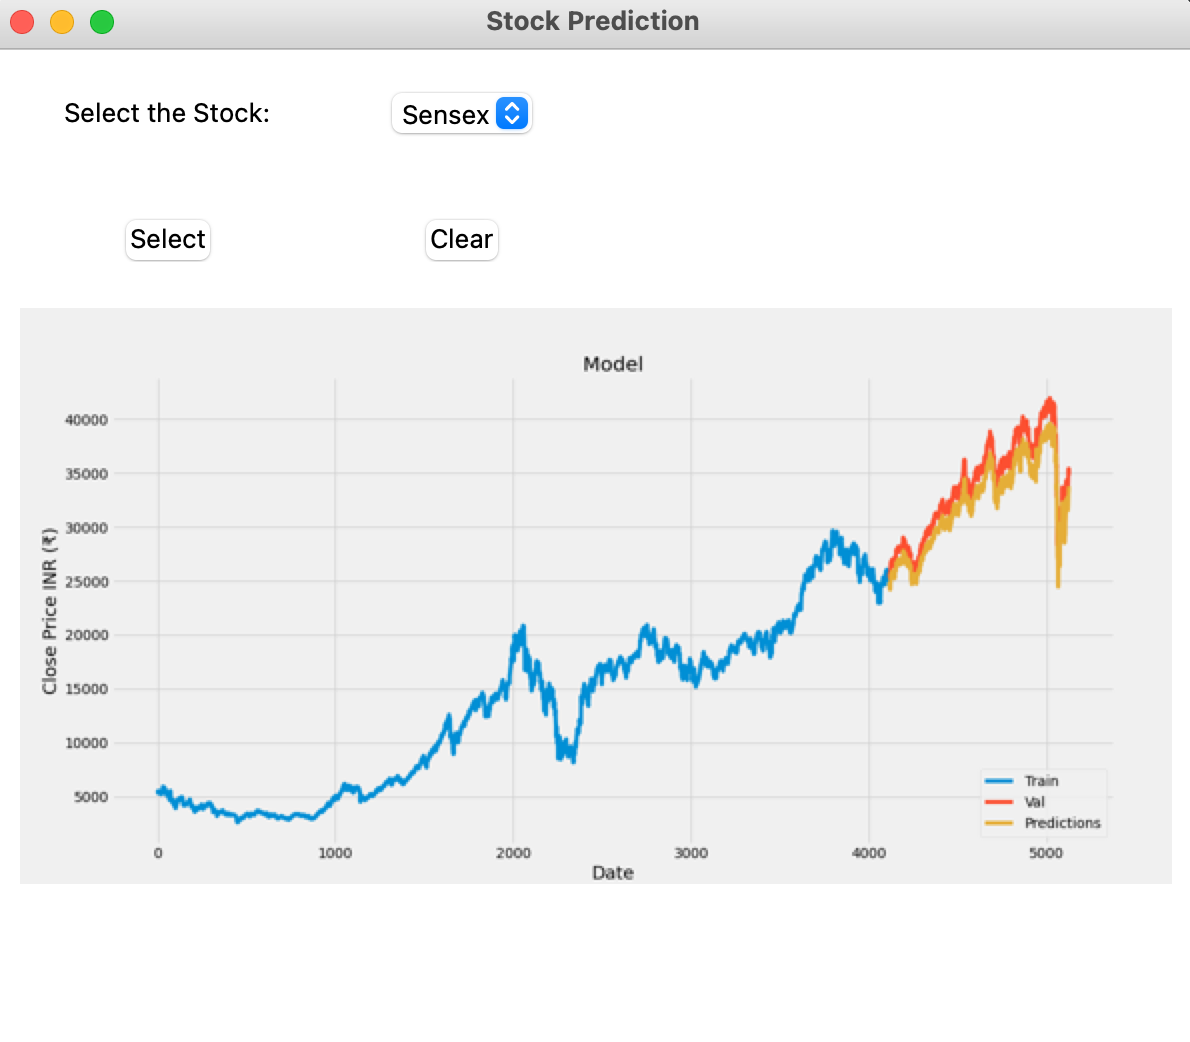 Stock Prediction
Select the Stock:
Sensex
Select
Clear
Model
Close Price INR (₹)
40000
35000
30000
25000
20000
15000
10000
5000
Train
Val
Predictions
0 1000 2000 3000 4000 5000
Date